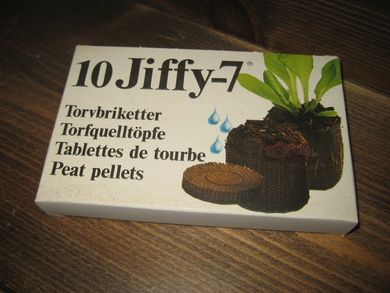 10 Jiffy-7®
Torvbriketter
Torfquelltöpfe
Tablettes de tourbe
Peat pellets